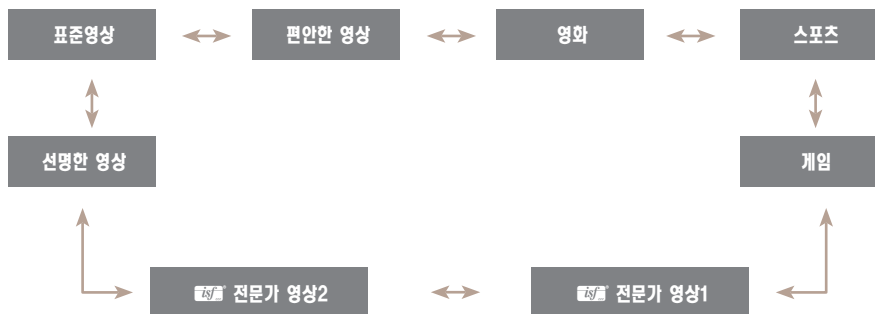 표준영상
편안한 영상
영화
스포츠
선명한 영상
게임
isf 전문가 영상2
isf 전문가 영상1